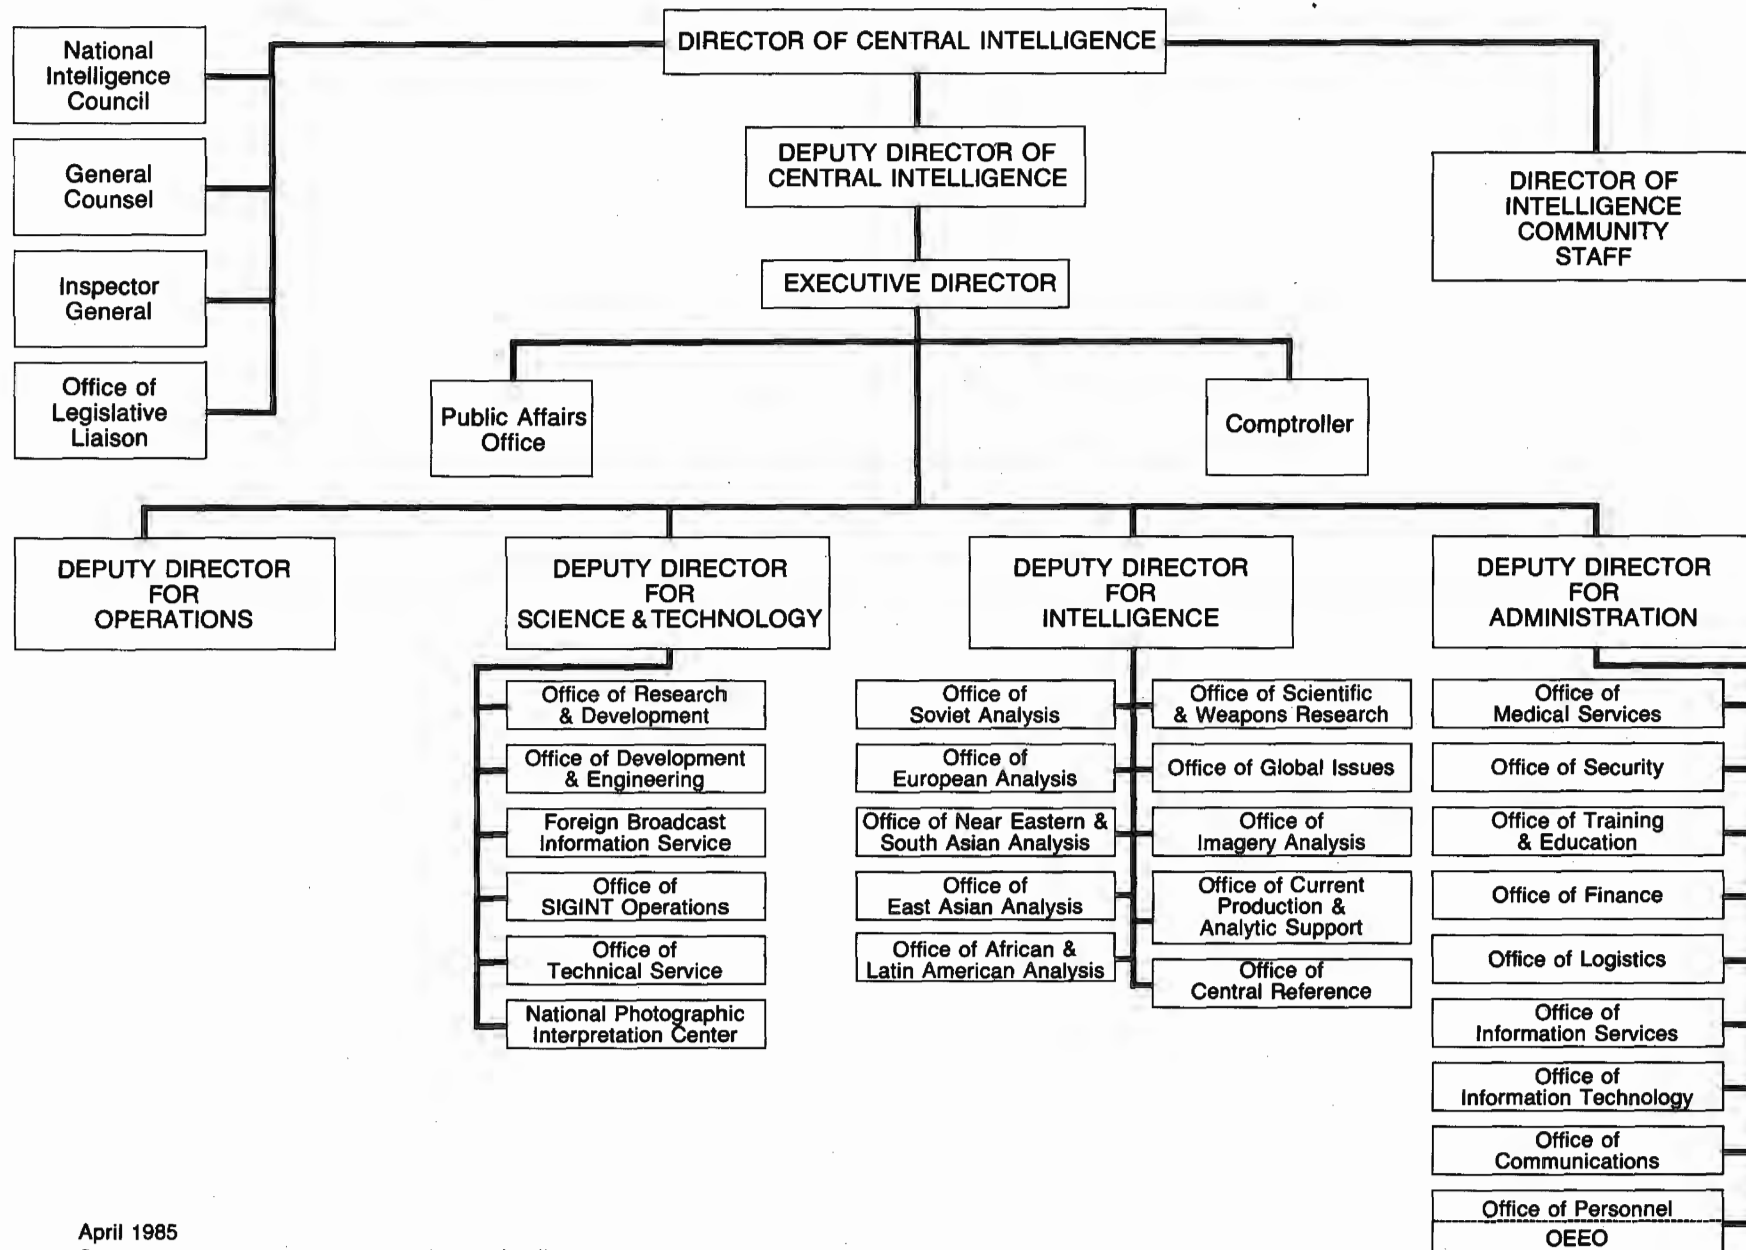 DIRECTOR OF CENTRAL INTELLIGENCE
National
Intelligence
Council
General
Counsel
Inspector
General
Office of
Legislative
Liaison
DEPUTY DIRECTOR OF
CENTRAL INTELLIGENCE
DIRECTOR OF
INTELLIGENCE
COMMUNITY
STAFF
EXECUTIVE DIRECTOR
Public Affairs
Office
Comptroller
DEPUTY DIRECTOR
FOR
OPERATIONS
DEPUTY DIRECTOR
FOR
SCIENCE & TECHNOLOGY
Office of Research
& Development
Office of Development
& Engineering
Foreign Broadcast
Information Service
Office of
SIGINT Operations
Office of
Technical Service
National Photographic
Interpretation Center
DEPUTY DIRECTOR
FOR
INTELLIGENCE
Office of
Soviet Analysis
Office of
European Analysis
Office of Near Eastern &
South Asian Analysis
Office of
East Asian Analysis
Office of African &
Latin American Analysis
Office of Scientific
& Weapons Research
Office of Global Issues
Office of
Imagery Analysis
Office of Current
Production &
Analytic Support
Office of
Central Reference
DEPUTY DIRECTOR
FOR
ADMINISTRATION
Office of
Medical Services
Office of Security
Office of Training
& Education
Office of Finance
Office of Logistics
Office of
Information Services
Office of
Information Technology
Office of
Communications
Office of Personnel
OEEO
April 1985